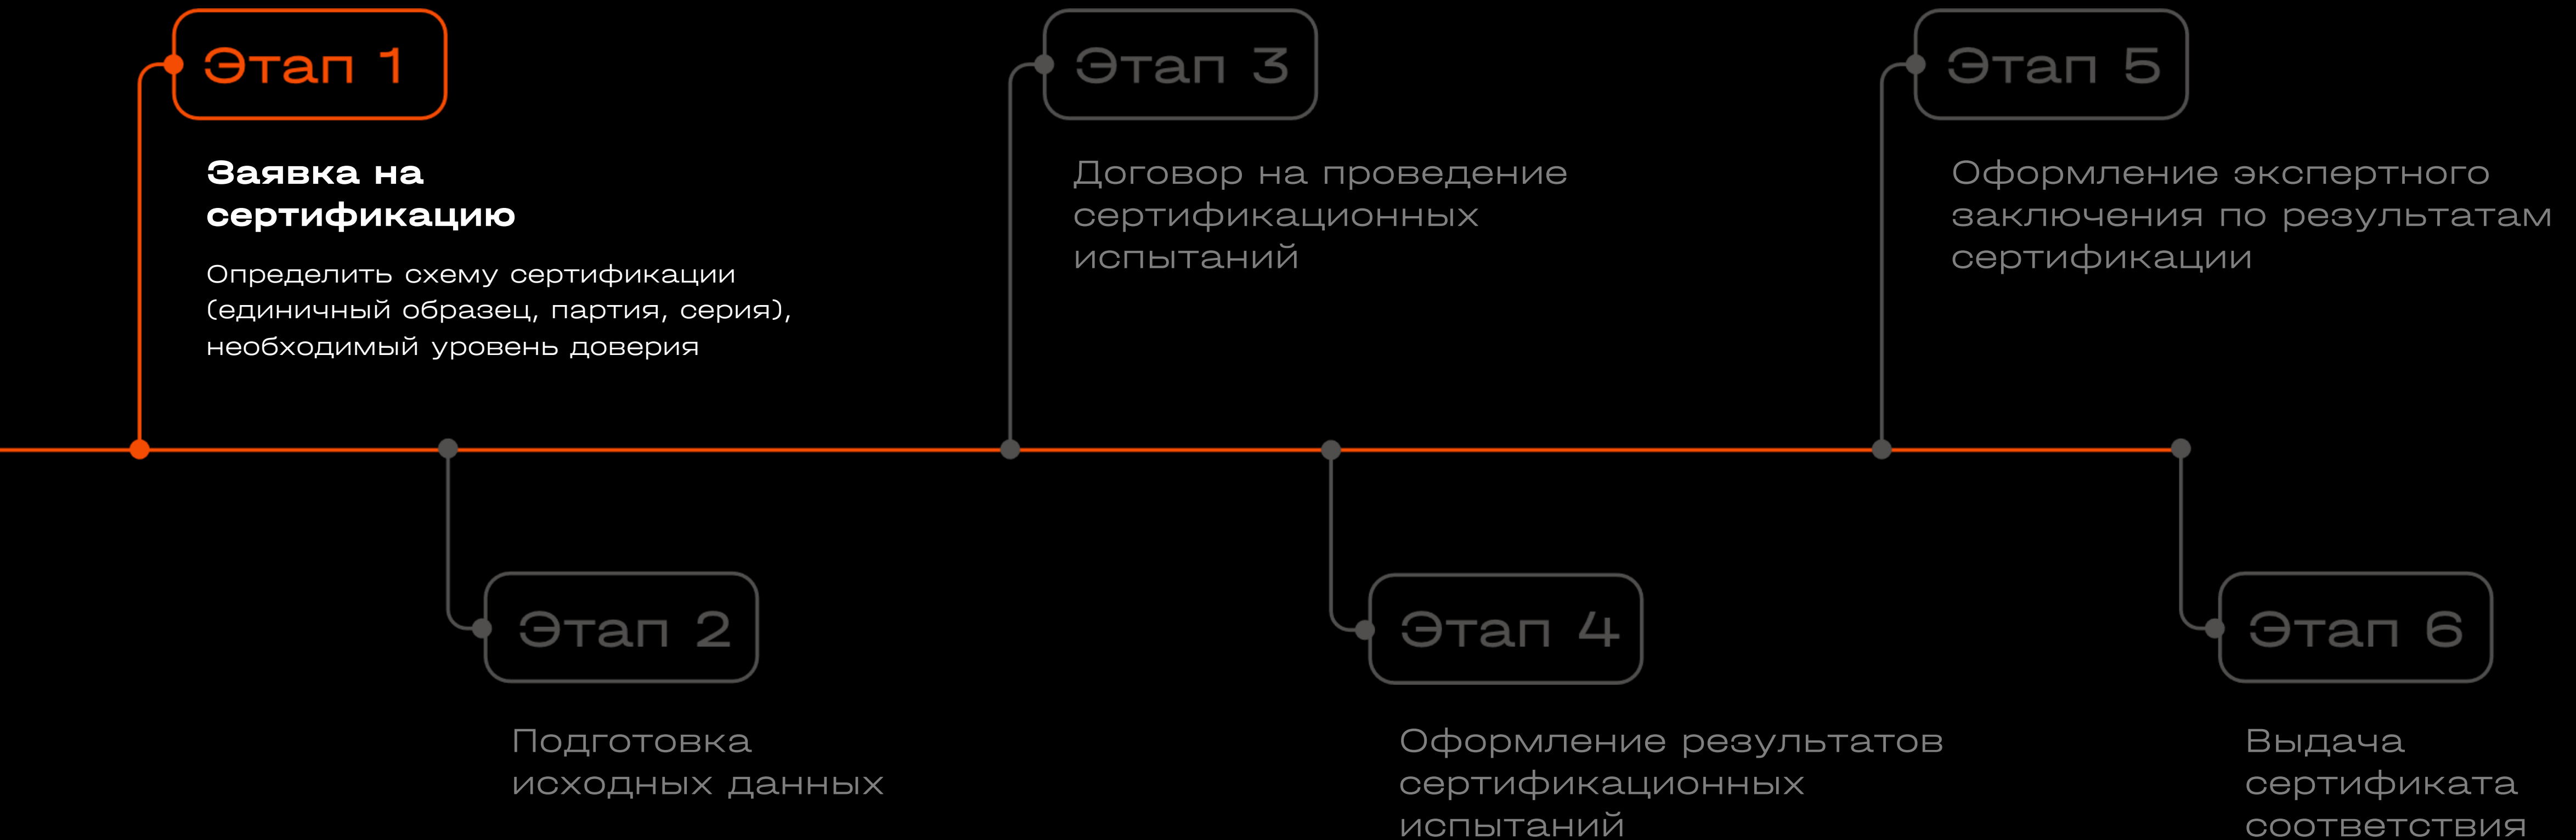 Этап 1
Заявка на
сертификацию
Определить схему сертификации
(единичный образец, партия, серия),
необходимый уровень доверия
Этап 2
Подготовка
исходных данных
Этап 3
Договор на проведение
сертификационных
испытаний
Этап 4
Оформление результатов
сертификационных
испытаний
Этап 5
Оформление экспертного
заключения по результатам
сертификации
Этап 6
Выдача
сертификата
соответствия